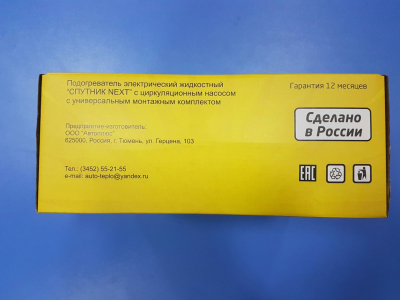 Подогреватель электрический жидкостный
"СПУТНИК NEXT" с циркуляционным насосом
с универсальным монтажным комплектом
Гарантия 12 месяцев
Сделано
в России
Предприятие-изготовитель:
ООО "Автоплюс"
625000, Россия, г. Тюмень, ул. Герцена, 103
Тел.: (3452) 55-21-55
e-mail: auto-teplo@yandex.ru
EAC